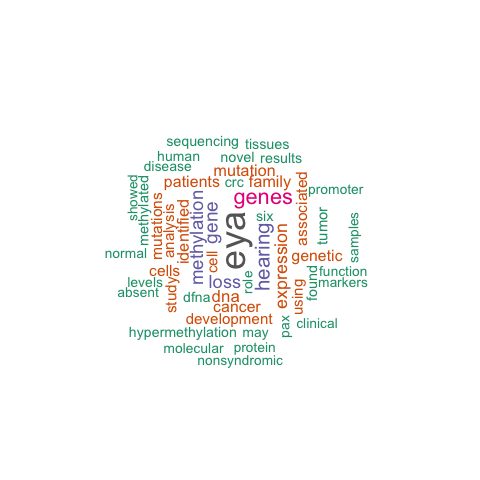 sequencing
tissues
human
novel
results
disease
mutation
patients
crc
family
genes
promoter
showed
methylated
mutations
analysis
identified
methylation
gene
eya
six
hearing
associated
tumor
samples
normal
cell
expression
genetic
cells
levels
absent
study
loss
role
found
function
using
markers
dfna
dna
cancer
development
pax
clinical
hypermethylation
may
molecular
protein
nonsyndromic